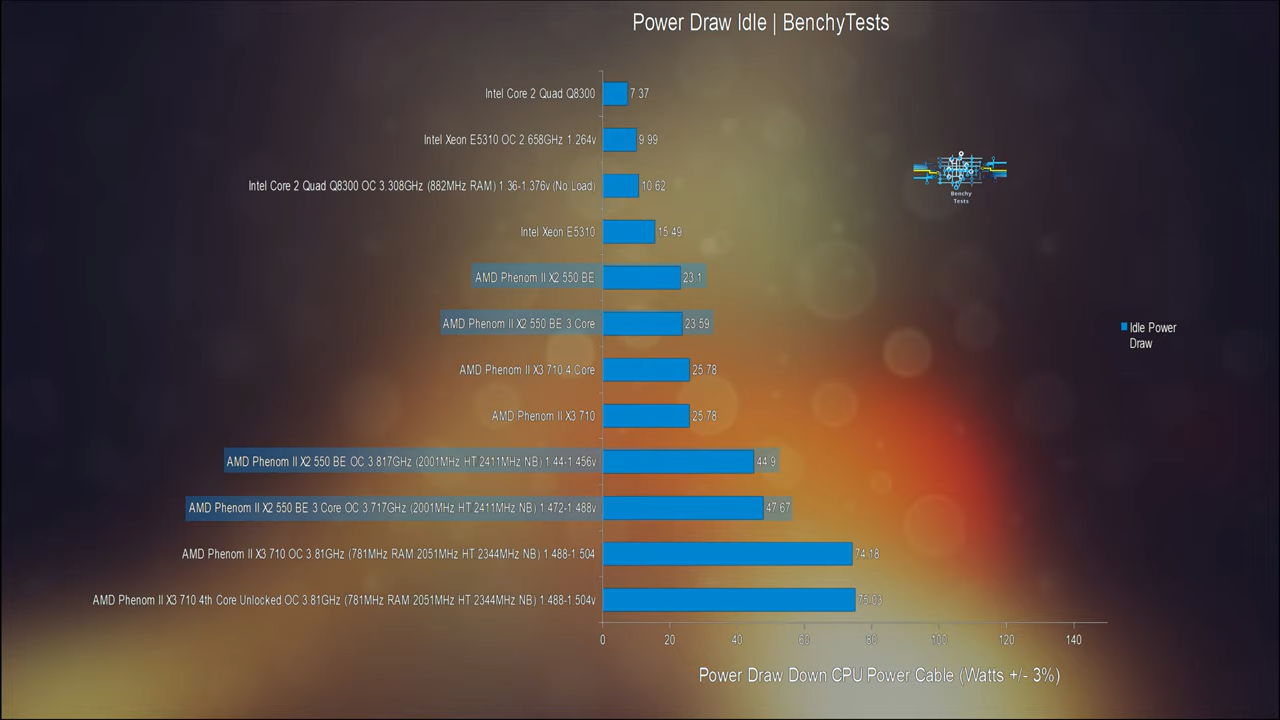 Power Draw Idle | BenchyTests
Intel Core 2 Quad Q8300 7.37
Intel Xeon E5310 OC 2.658GHz 1.264v 9.99
Intel Core 2 Quad Q8300 OC 3.308GHz (882MHz RAM) 1.36-1.376v (No Load) 10.62
Benchy
Tests
Intel Xeon E5310 15.49
AMD Phenom II X2 550 BE 23.1
AMD Phenom II X2 550 BE 3 Core 23.59
Idle Power
Draw
AMD Phenom II X3 710 4 Core 25.78
AMD Phenom II X3 710 25.78
AMD Phenom II X2 550 BE OC 3.817GHz (2001MHz HT 2411MHz NB) 1.44-1.456v 44.9
AMD Phenom II X2 550 BE 3 Core OC 3.717GHz (2001MHz HT 2411MHz NB) 1.472-1.488v 47.67
AMD Phenom II X3 710 OC 3.81GHz (781MHz RAM 2051MHz HT 2344MHz NB) 1.488-1.504 74.18
AMD Phenom II X3 710 4th Core Unlocked OC 3.81GHz (781MHz RAM 2051MHz HT 2344MHz NB) 1.488-1.504v 75.03
0 20 40 60 80 100 120 140
Power Draw Down CPU Power Cable (Watts +/- 3%)